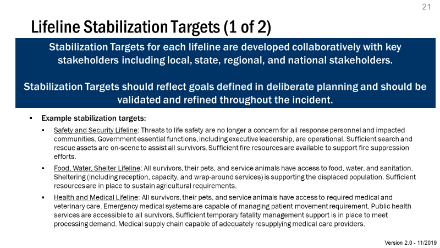 21
Lifeline Stabilization Targets (1 of 2)
Stabilization Targets for each lifeline are developed collaboratively with key
stakeholders including local, state, regional, and national stakeholders.
Stabilization Targets should reflect goals defined in deliberate planning and should be
validated and refined throughout the incident.
▪ Example stabilization targets:
▪ Safety and Security Lifeline: Threats to life safety are no longer a concern for all response personnel and impacted
communities. Government essential functions, including executive leadership, are operational. Sufficient search and
rescue assets are on-scene to assist all survivors. Sufficient fire resources are available to support fire suppression
efforts.
▪ Food, Water, Shelter Lifeline: All survivors, their pets, and service animals have access to food, water, and sanitation.
Sheltering (including reception, capacity, and wrap-around services) is supporting the displaced population. Sufficient
resources are in place to sustain agricultural requirements.
▪ Health and Medical Lifeline: All survivors, their pets, and service animals have access to required medical and
veterinary care. Emergency medical systems are capable of managing patient movement requirement. Public health
services are accessible to all survivors. Sufficient temporary fatality management support is in place to meet
processing demand. Medical supply chain capable of adequately resupplying medical care providers.
Version 2.0 - 11/2019